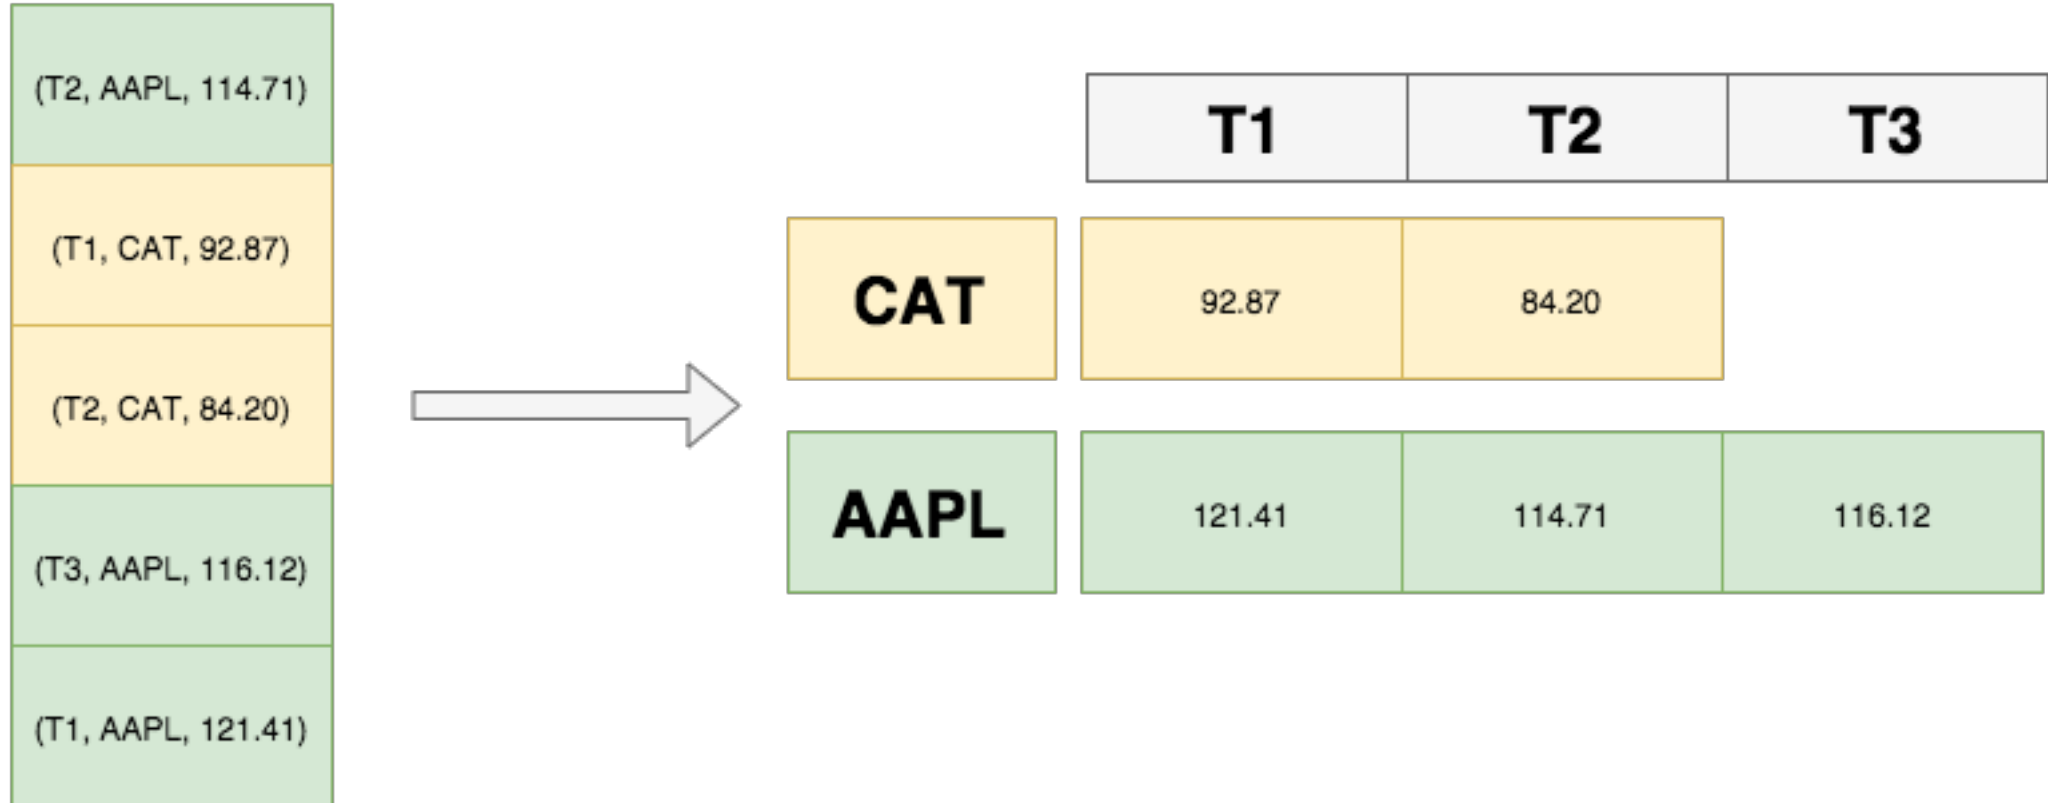 (T2, AAPL, 114.71)
(T1, CAT, 92.87)
(T2, CAT, 84.20)
(T3, AAPL, 116.12)
(T1, AAPL, 121.41)
T1 T2 T3
CAT 92.87 84.20
AAPL 121.41 114.71 116.12